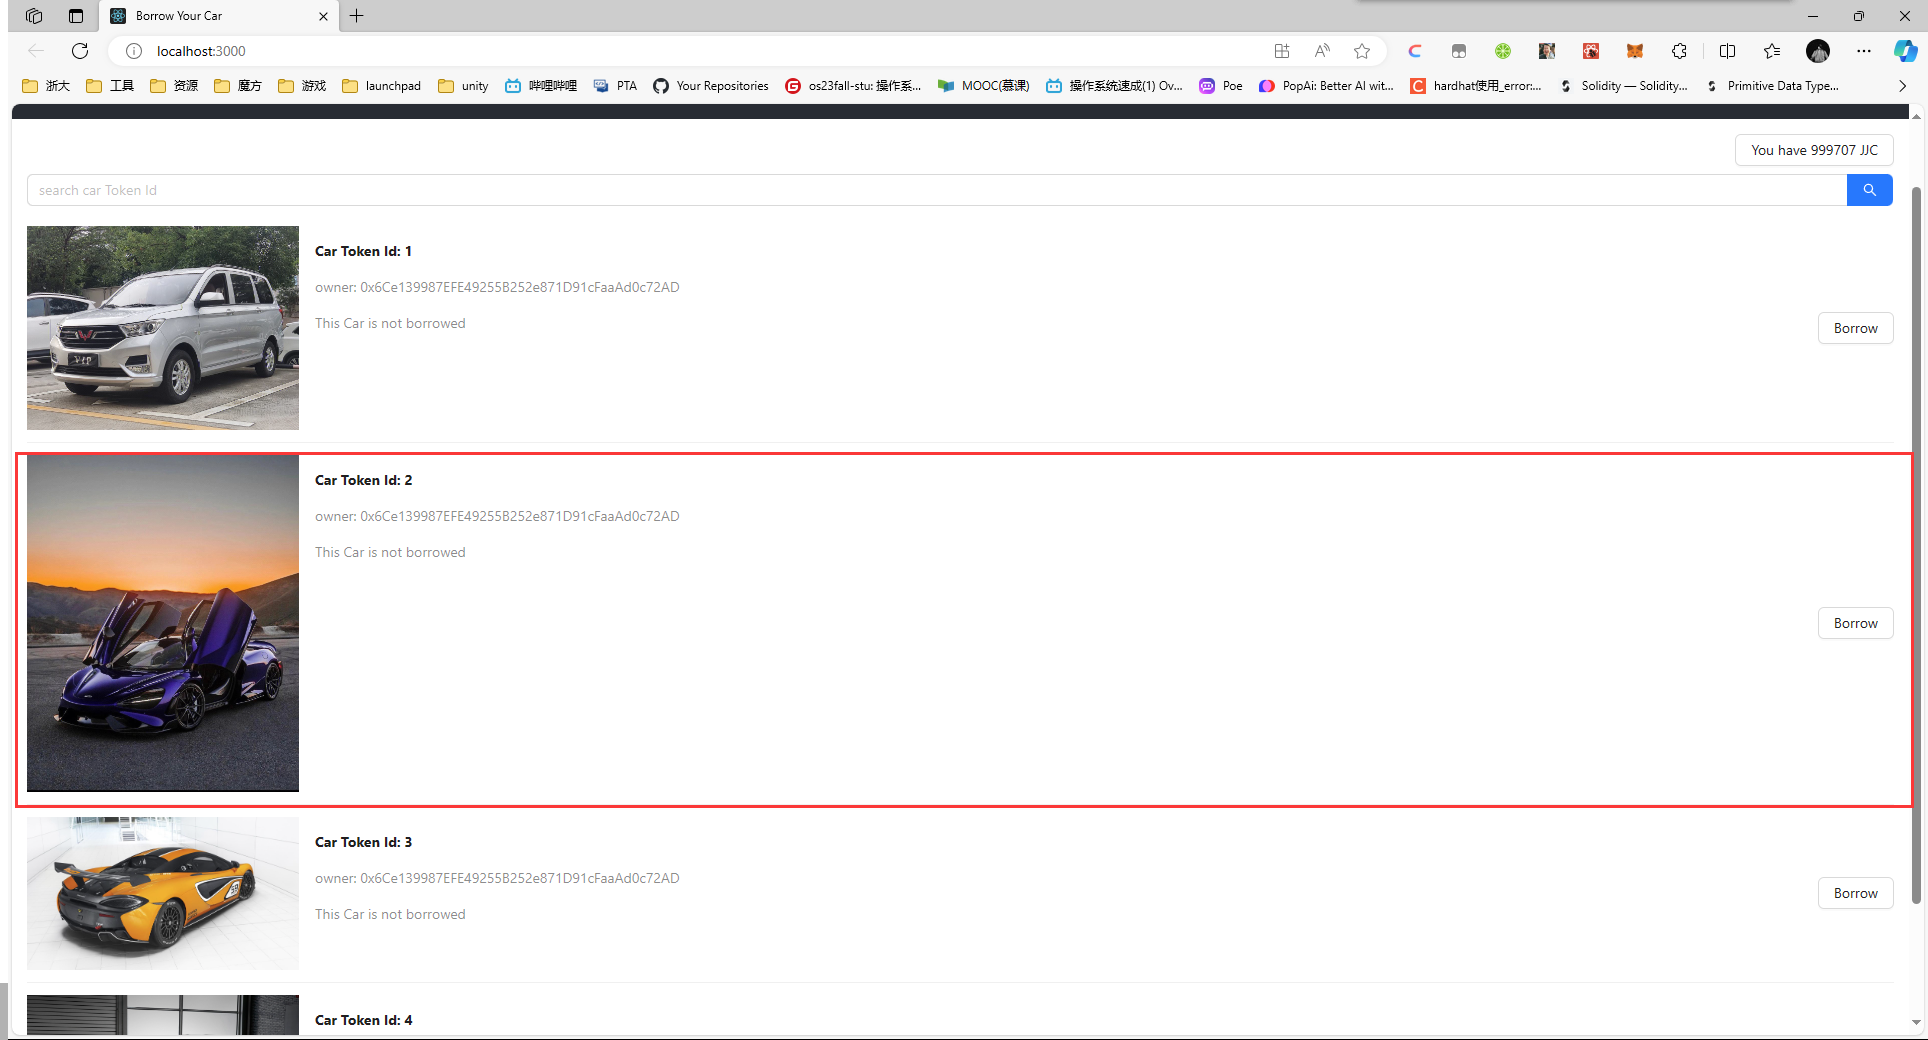 Borrow Your Car
localhost:3000
浙大 工具 资源 魔方 游戏 launchpad unity 哔哩哔哩 PTA Your Repositories os23fall-stu: 操作系... MOOC(慕课) 操作系统速成(1) Ov... Poe PopAi: Better AI wit... hardhat使用_error:... Solidity — Solidity... Primitive Data Type...
You have 999707 JJC
search car Token Id
Car Token Id: 1
owner: 0x6Ce139987EFE49255B252e871D91cFaaAd0c72AD
This Car is not borrowed
Borrow
Car Token Id: 2
owner: 0x6Ce139987EFE49255B252e871D91cFaaAd0c72AD
This Car is not borrowed
Borrow
Car Token Id: 3
owner: 0x6Ce139987EFE49255B252e871D91cFaaAd0c72AD
This Car is not borrowed
Borrow
Car Token Id: 4